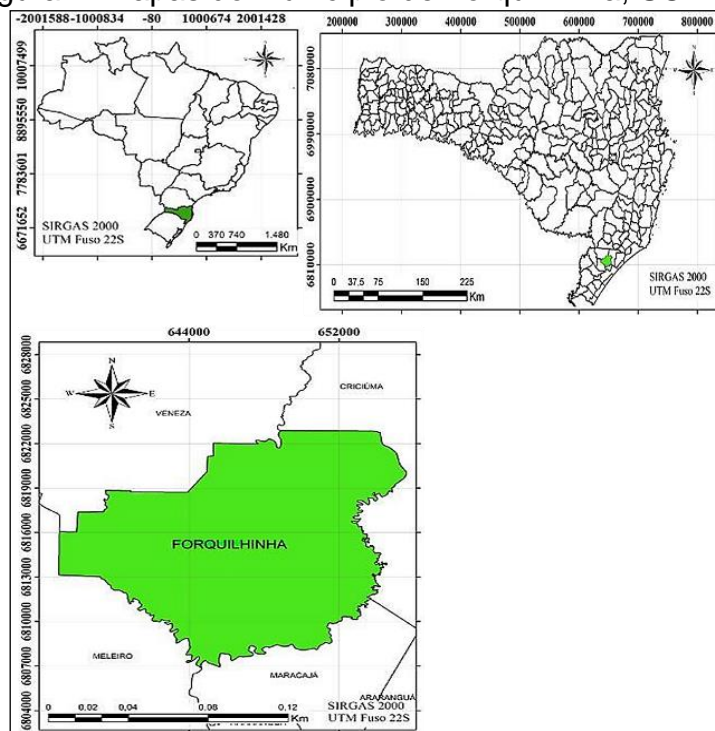 -2001588 -1000834 -80 1000674 2001428
10007499
8895550
7783601
6671652
SIRGAS 2000
UTM Fuso 22S
0 370 740 1.480
Km
200000 300000 400000 500000 600000 700000 800000
7080000
6990000
6900000
6810000
SIRGAS 2000
UTM Fuso 22S
0 37.5 75 150 225
Km
644000 652000
6828000
6825000
6822000
6819000
6816000
6813000
6810000
6807000
6804000
N
W E
S
CRICIÚMA
VENEZA
FORQUILHINHA
MELEIRO
MARACAJÁ
ARARANGUÁ
SIRGAS 2000
UTM Fuso 22S
0 0,02 0,04 0,08 0,12
Km